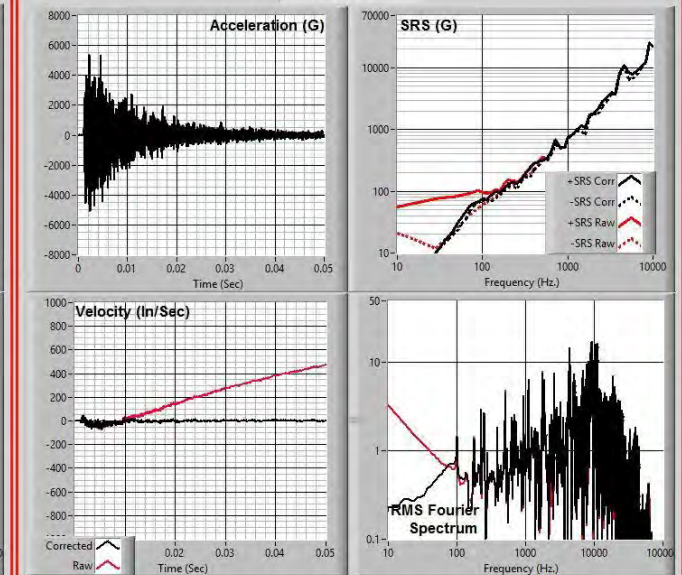 Acceleration (G)
8000
6000
4000
2000
0
-2000
-4000
-6000
-8000
0 0.01 0.02 0.03 0.04 0.05
Time (Sec)
SRS (G)
70000
10000
1000
100
10
+SRS Corr
-SRS Corr
+SRS Raw
-SRS Raw
10 100 1000 10000
Frequency (Hz.)
Velocity (In/Sec)
1000
800
600
400
200
0
-200
-400
-600
-800
Corrected
Raw
0.02 0.03 0.04 0.05
Time (Sec)
50
10
1
0.1
RMS Fourier
Spectrum
10 100 1000 10000 100000
Frequency (Hz.)